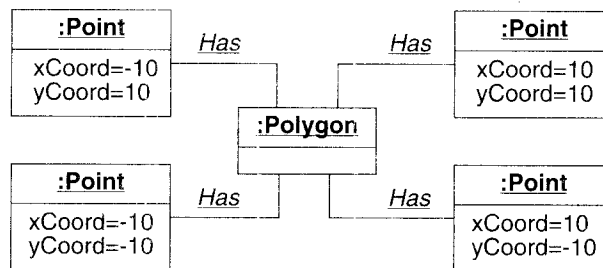 :Point
xCoord=-10
yCoord=10
Has
Has
:Point
xCoord=10
yCoord=10
:Polygon
:Point
xCoord=-10
yCoord=-10
Has
Has
:Point
xCoord=10
yCoord=-10